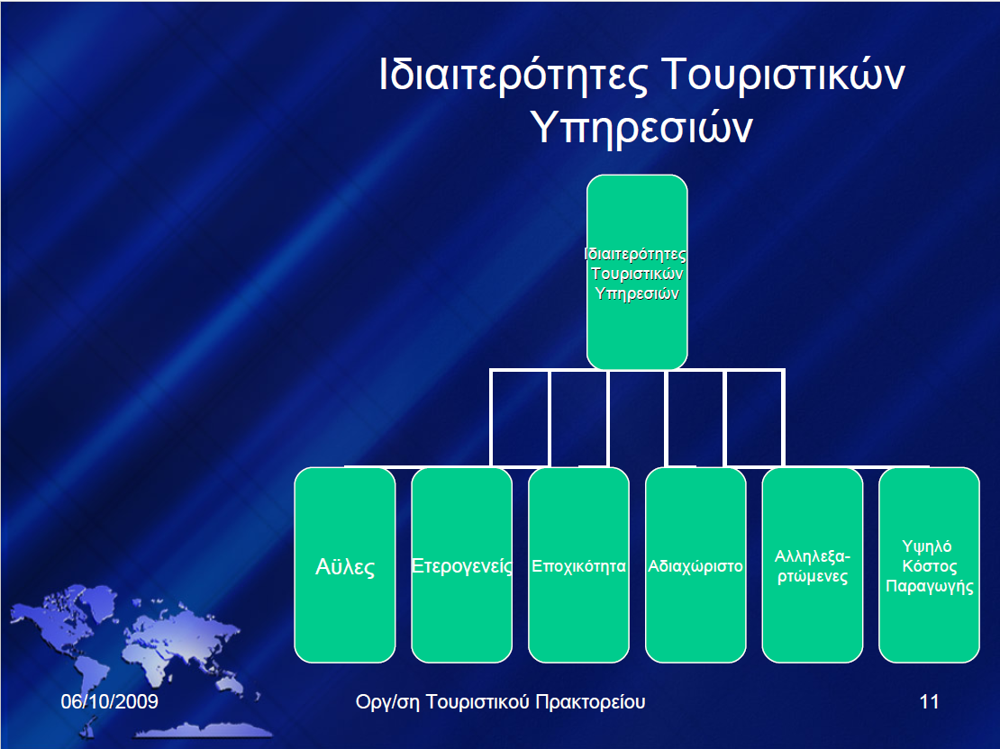 Ιδιαιτερότητες Τουριστικών
Υπηρεσιών
Ιδιαιτερότητες
Τουριστικών
Υπηρεσιών
Αϋλες
Ετερογενείς
Εποχικότητα
Αδιαχώριστο
Αλληλεξα-
ρτώμενες
Υψηλό
Κόστος
Παραγωγής
06/10/2009
Οργ/ση Τουριστικού Πρακτορείου
11